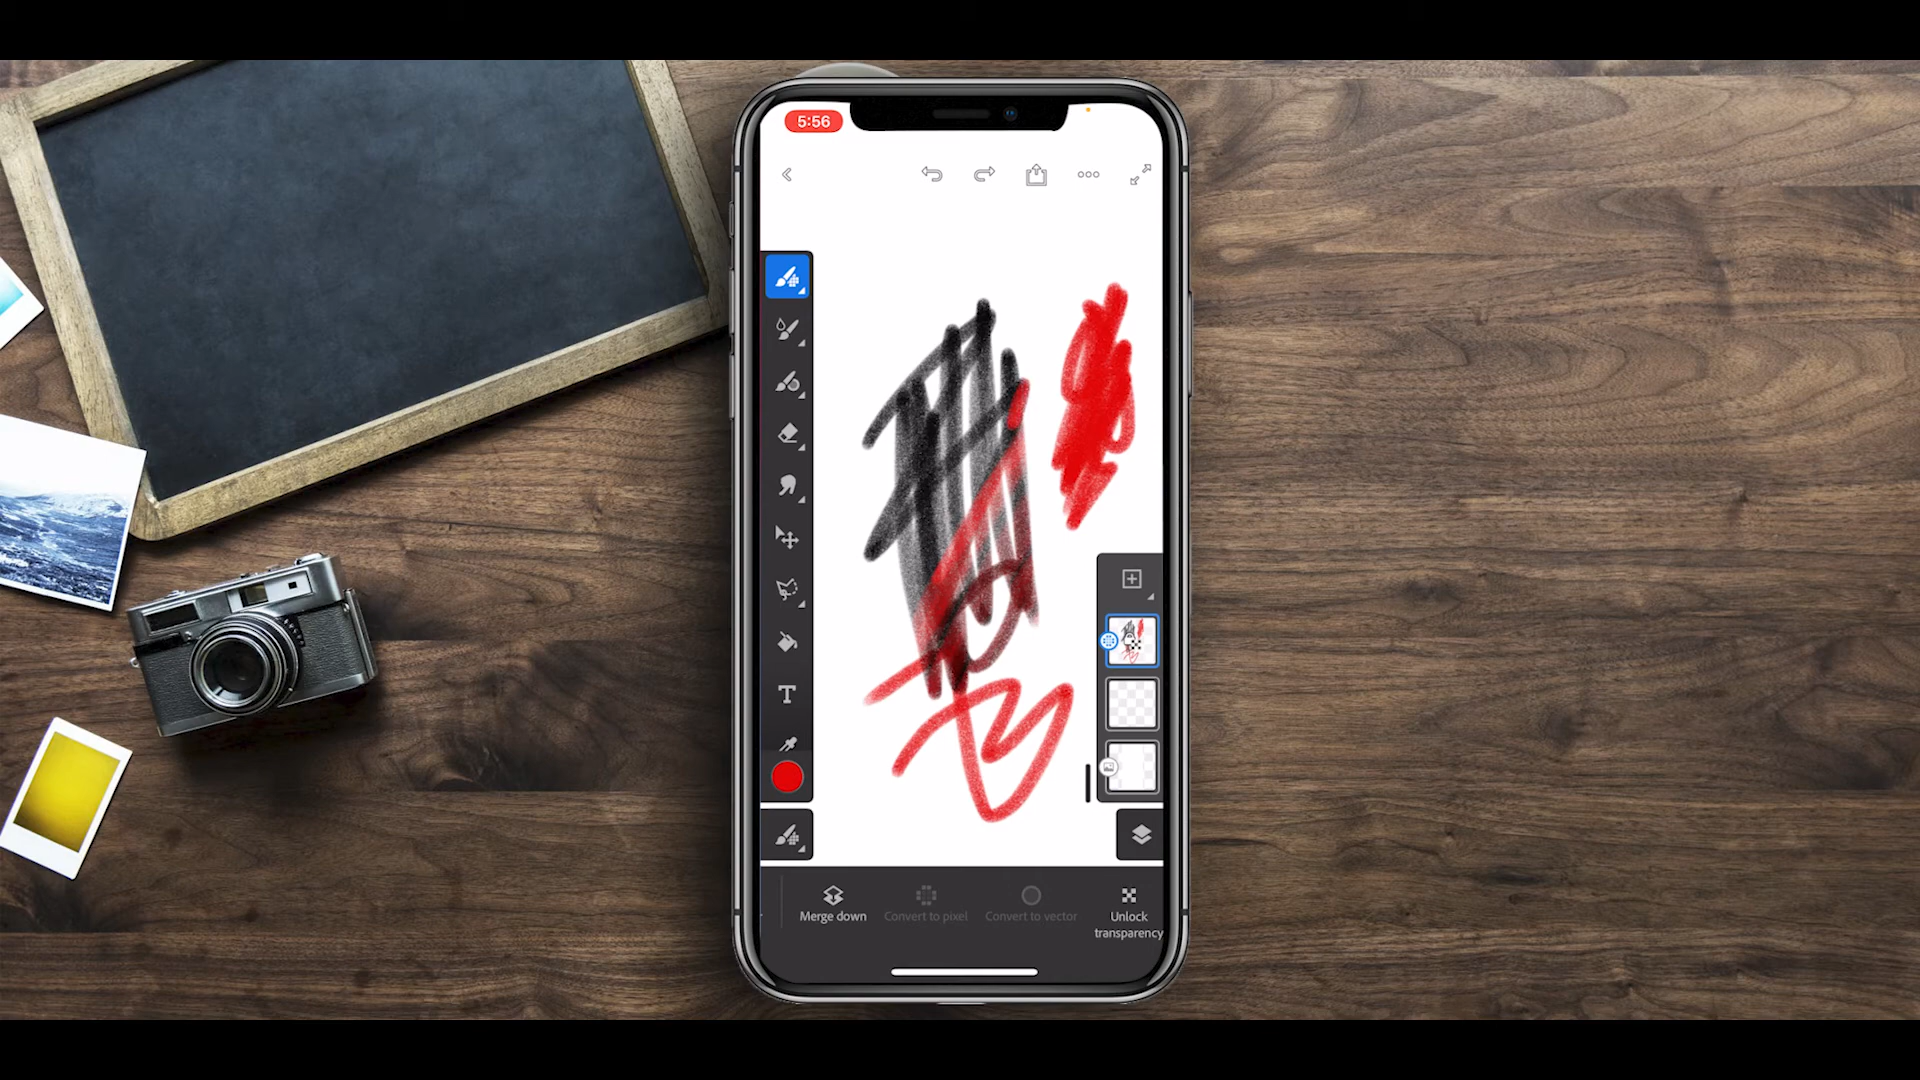 5:56
Merge down
Convert to pixel
Convert to vector
Unlock
transparency